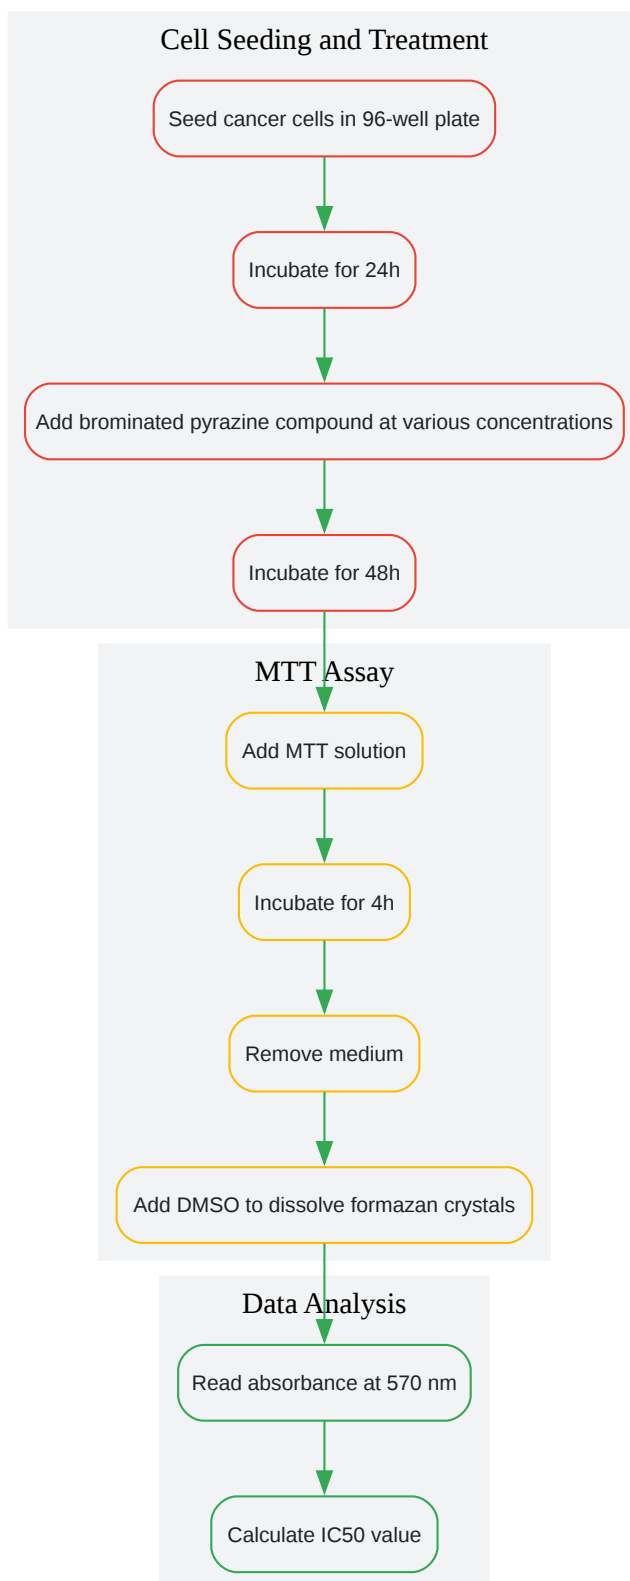 Cell Seeding and Treatment
Seed cancer cells in 96-well plate
Incubate for 24h
Add brominated pyrazine compound at various concentrations
Incubate for 48h
MTT Assay
Add MTT solution
Incubate for 4h
Remove medium
Add DMSO to dissolve formazan crystals
Data Analysis
Read absorbance at 570 nm
Calculate IC50 value